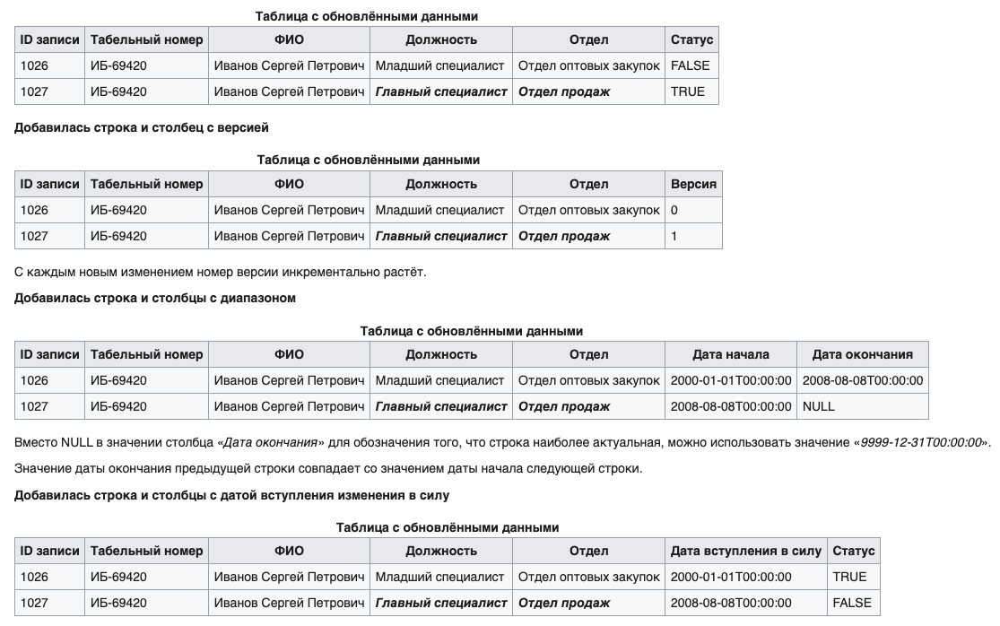 Таблица с обновлёнными данными
ID записи Табельный номер ФИО Должность Отдел Статус
1026 ИБ-69420 Иванов Сергей Петрович Младший специалист Отдел оптовых закупок FALSE
1027 ИБ-69420 Иванов Сергей Петрович Главный специалист Отдел продаж TRUE
Добавилась строка и столбец с версией
Таблица с обновлёнными данными
ID записи Табельный номер ФИО Должность Отдел Версия
1026 ИБ-69420 Иванов Сергей Петрович Младший специалист Отдел оптовых закупок 0
1027 ИБ-69420 Иванов Сергей Петрович Главный специалист Отдел продаж 1
С каждым новым изменением номер версии инкрементально растёт.
Добавилась строка и столбцы с диапазоном
Таблица с обновлёнными данными
ID записи Табельный номер ФИО Должность Отдел Дата начала Дата окончания
1026 ИБ-69420 Иванов Сергей Петрович Младший специалист Отдел оптовых закупок 2000-01-01T00:00:00 2008-08-08T00:00:00
1027 ИБ-69420 Иванов Сергей Петрович Главный специалист Отдел продаж 2008-08-08T00:00:00 NULL
Вместо NULL в значении столбца «Дата окончания» для обозначения того, что строка наиболее актуальная, можно использовать значение «9999-12-31T00:00:00».
Значение даты окончания предыдущей строки совпадает со значением даты начала следующей строки.
Добавилась строка и столбцы с датой вступления изменения в силу
Таблица с обновлёнными данными
ID записи Табельный номер ФИО Должность Отдел Дата вступления в силу Статус
1026 ИБ-69420 Иванов Сергей Петрович Младший специалист Отдел оптовых закупок 2000-01-01T00:00:00 TRUE
1027 ИБ-69420 Иванов Сергей Петрович Главный специалист Отдел продаж 2008-08-08T00:00:00 FALSE